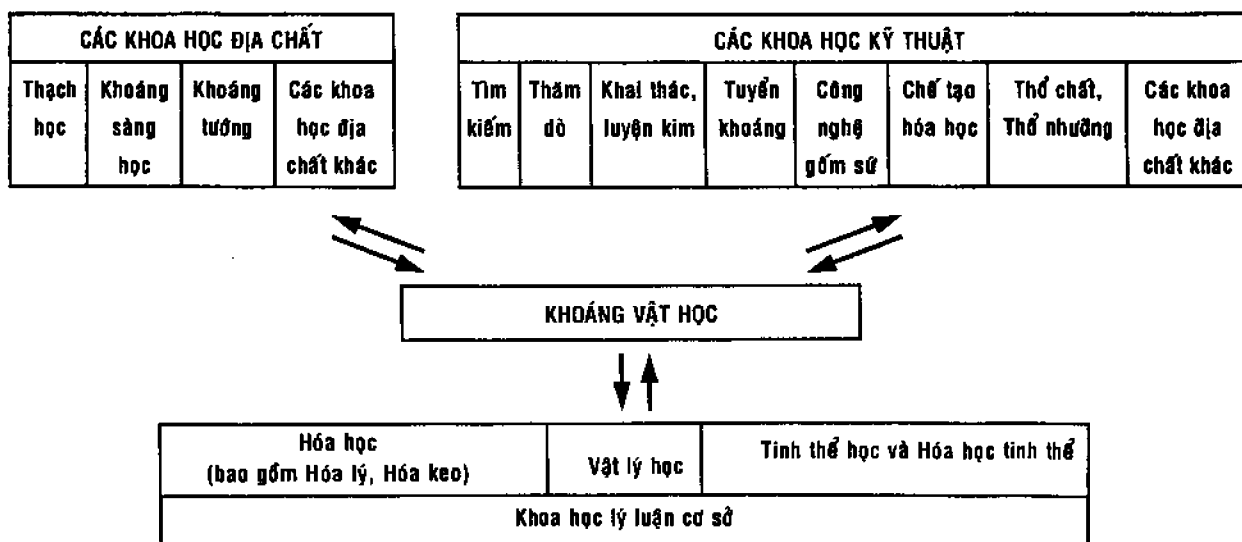 CÁC KHOA HỌC ĐỊA CHẤT
Thạch
học
Khoáng
sàng
học
Khoáng
tướng
Các khoa
học địa
chất khác
CÁC KHOA HỌC KỸ THUẬT
Tìm
kiếm
Thăm
dò
Khai thác,
luyện kim
Tuyển
khoáng
Công
nghệ
gốm sứ
Chế tạo
hóa học
Thổ chất,
Thổ nhưỡng
Các khoa
học địa
chất khác
KHOÁNG VẬT HỌC
Hóa học
(bao gồm Hóa lý, Hóa keo)
Vật lý học
Tinh thể học và Hóa học tinh thể
Khoa học lý luận cơ sở